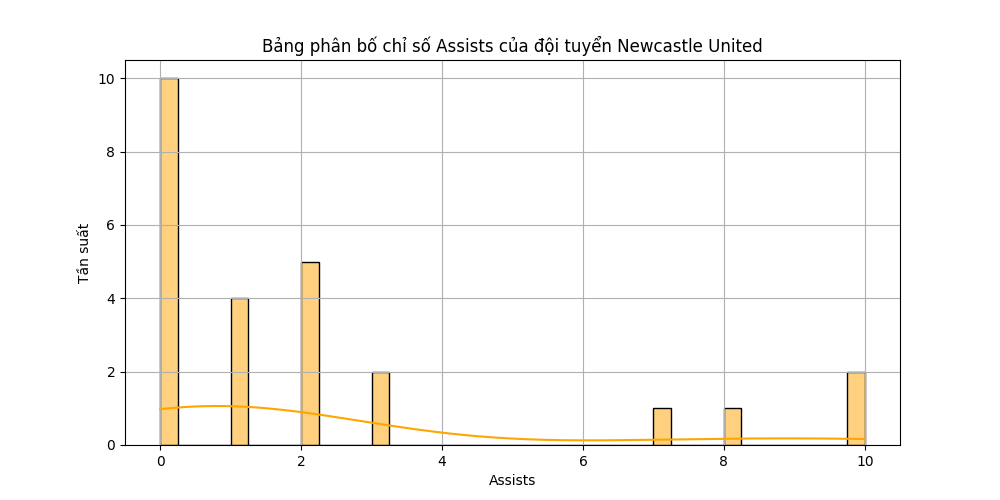 Bảng phân bố chỉ số Assists của đội tuyển Newcastle United
10
8
6
4
2
0
Tần suất
0 2 4 6 8 10
Assists